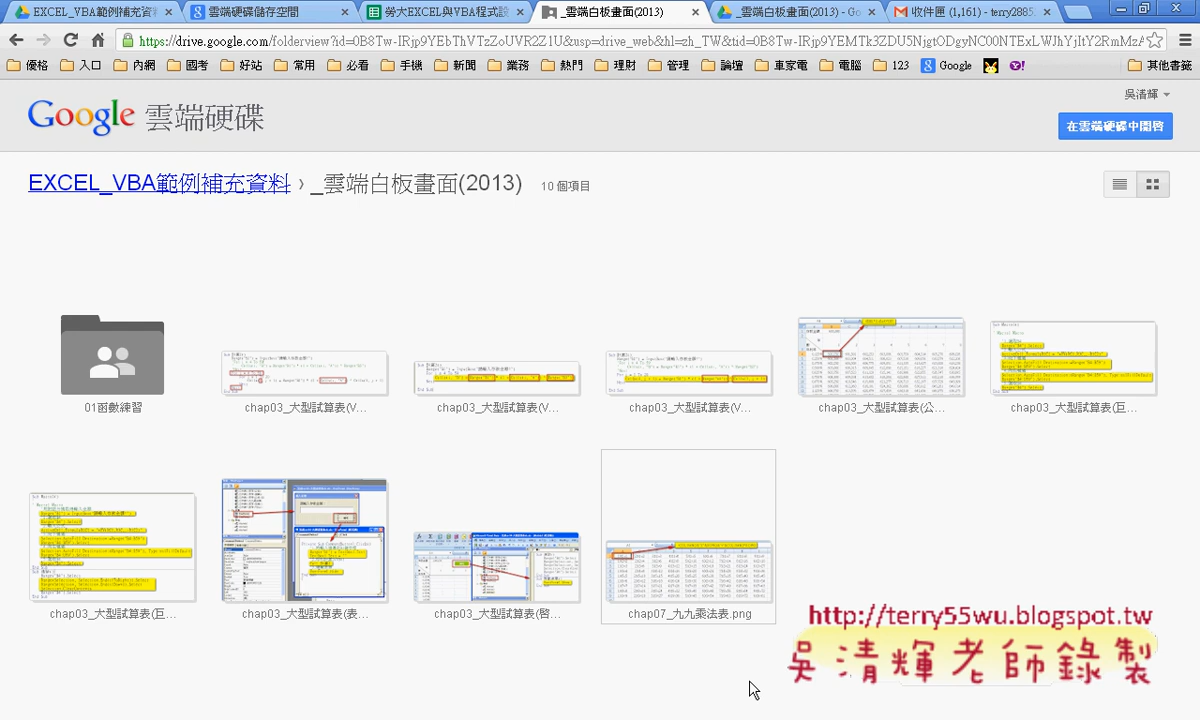 EXCEL_VBA範例補充資
雲端硬碟儲存空間
勞大EXCEL與VBA程式設
_雲端白板畫面(2013)
_雲端白板畫面(2013) - Go
收件匣 (1,161) - terry2885
https://drive.google.com/folderview?id=0B8Tw-IRjp9YEbThVTzZoUVR2Z1U&usp=drive_web&hl=zh_TW&tid=0B8Tw-IRjp9YEMTk3ZDU5NjgtODgyNC00NTExLWJhYjItY2RmMzA
優格 入口 內網 國考 好站 常用 必看 手機 新聞 業務 熱門 理財 管理 論壇 車家電 電腦 123 Google 其他書籤
吳清輝
Google 雲端硬碟
在雲端硬碟中開啓
EXCEL_VBA範例補充資料 › _雲端白板畫面(2013) 10 個項目
01函數練習
chap03_大型試算表(V...
chap03_大型試算表(V...
chap03_大型試算表(V...
chap03_大型試算表(公...
chap03_大型試算表(巨...
chap03_大型試算表(巨...
chap03_大型試算表(表...
chap03_大型試算表(啓...
chap07_九九乘法表.png
http://terry55wu.blogspot.tw
吳清輝老師錄製